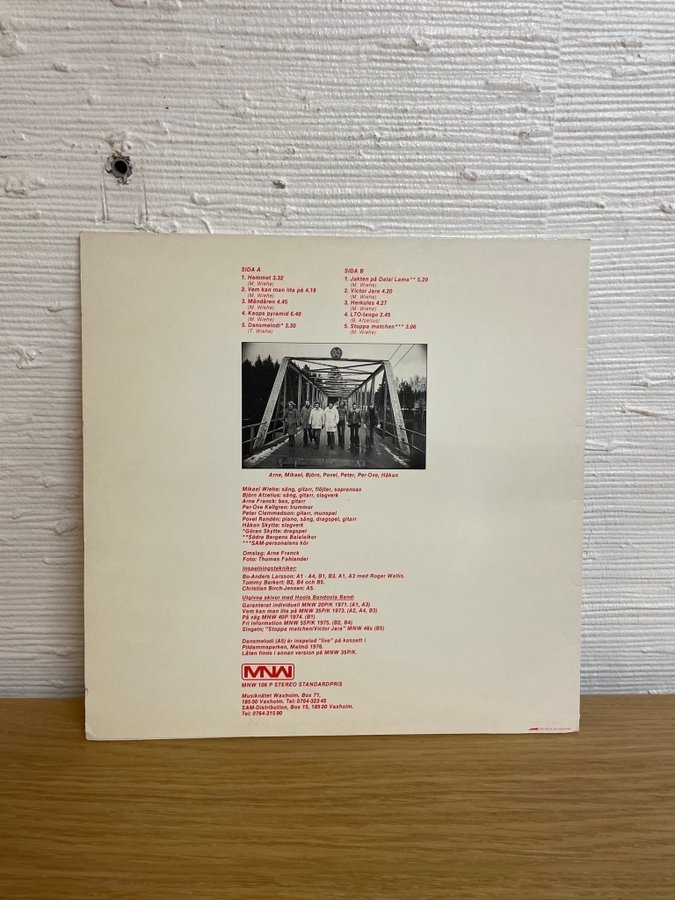 SIDA A
1. Hemmet 3.32
(M. Wiehe)
2. Vem kan man lita på 4.18
(M. Wiehe)
3. Måndåren 4.45
(M. Wiehe)
4. Keops pyramid 6.40
(M. Wiehe)
5. Dansmelodi* 3.30
(T. Wiehe)
SIDA B
1. Jakten på Dalai Lama** 5.20
(M. Wiehe)
2. Victor Jara 4.20
(M. Wiehe)
3. Herkules 4.27
(M. Wiehe)
4. LTO-tango 2.45
(B. Afzelius)
5. Stoppa matchen*** 3.06
(M. Wiehe)
Arne, Mikael, Björn, Povel, Peter, Per-Ove, Håkan
Mikael Wiehe: sång, gitarr, flöjter, sopransax
Björn Afzelius: sång, gitarr, slagverk
Arne Franck: bas, gitarr
Per-Ove Kellgren: trummor
Peter Clemmedson: gitarr, munspel
Povel Randén: piano, sång, dragspel, gitarr
Håkan Skytte: slagverk
*Göran Skytte: dragspel
**Södra Bergens Balalaikor
***SAM-personalens kör
Omslag: Arne Franck
Foto: Thomas Fahlander
Inspelningstekniker:
Bo-Anders Larsson: A1 - A4, B1, B3. A1, A3 med Roger Wallis.
Tommy Berkert: B2, B4 och B5.
Christian Birch-Jensen: A5.
Utgivna skivor med Hoola Bandoola Band:
Garanterat individuell MNW 20P/K 1971. (A1, A3)
Vem kan man lita på MNW 35P/K 1973. (A2, A4, B3)
På väg MNW 40P 1974. (B1)
Fri information MNW 55P/K 1975. (B2, B4)
Singeln; "Stoppa matchen/Victor Jara" MNW 46s (B5)
Dansmelodi (A5) är inspelad "live" på kassett i
Pildammsparken, Malmö 1976.
Låten finns i annan version på MNW 35P/K.
MNW
MNW 106 P STEREO STANDARDPRIS
Musiknätet Waxholm, Box 71,
185 00 Vaxholm. Tel: 0764-323 45
SAM-Distribution, Box 15, 185 00 Vaxholm.
Tel: 0764-315 90